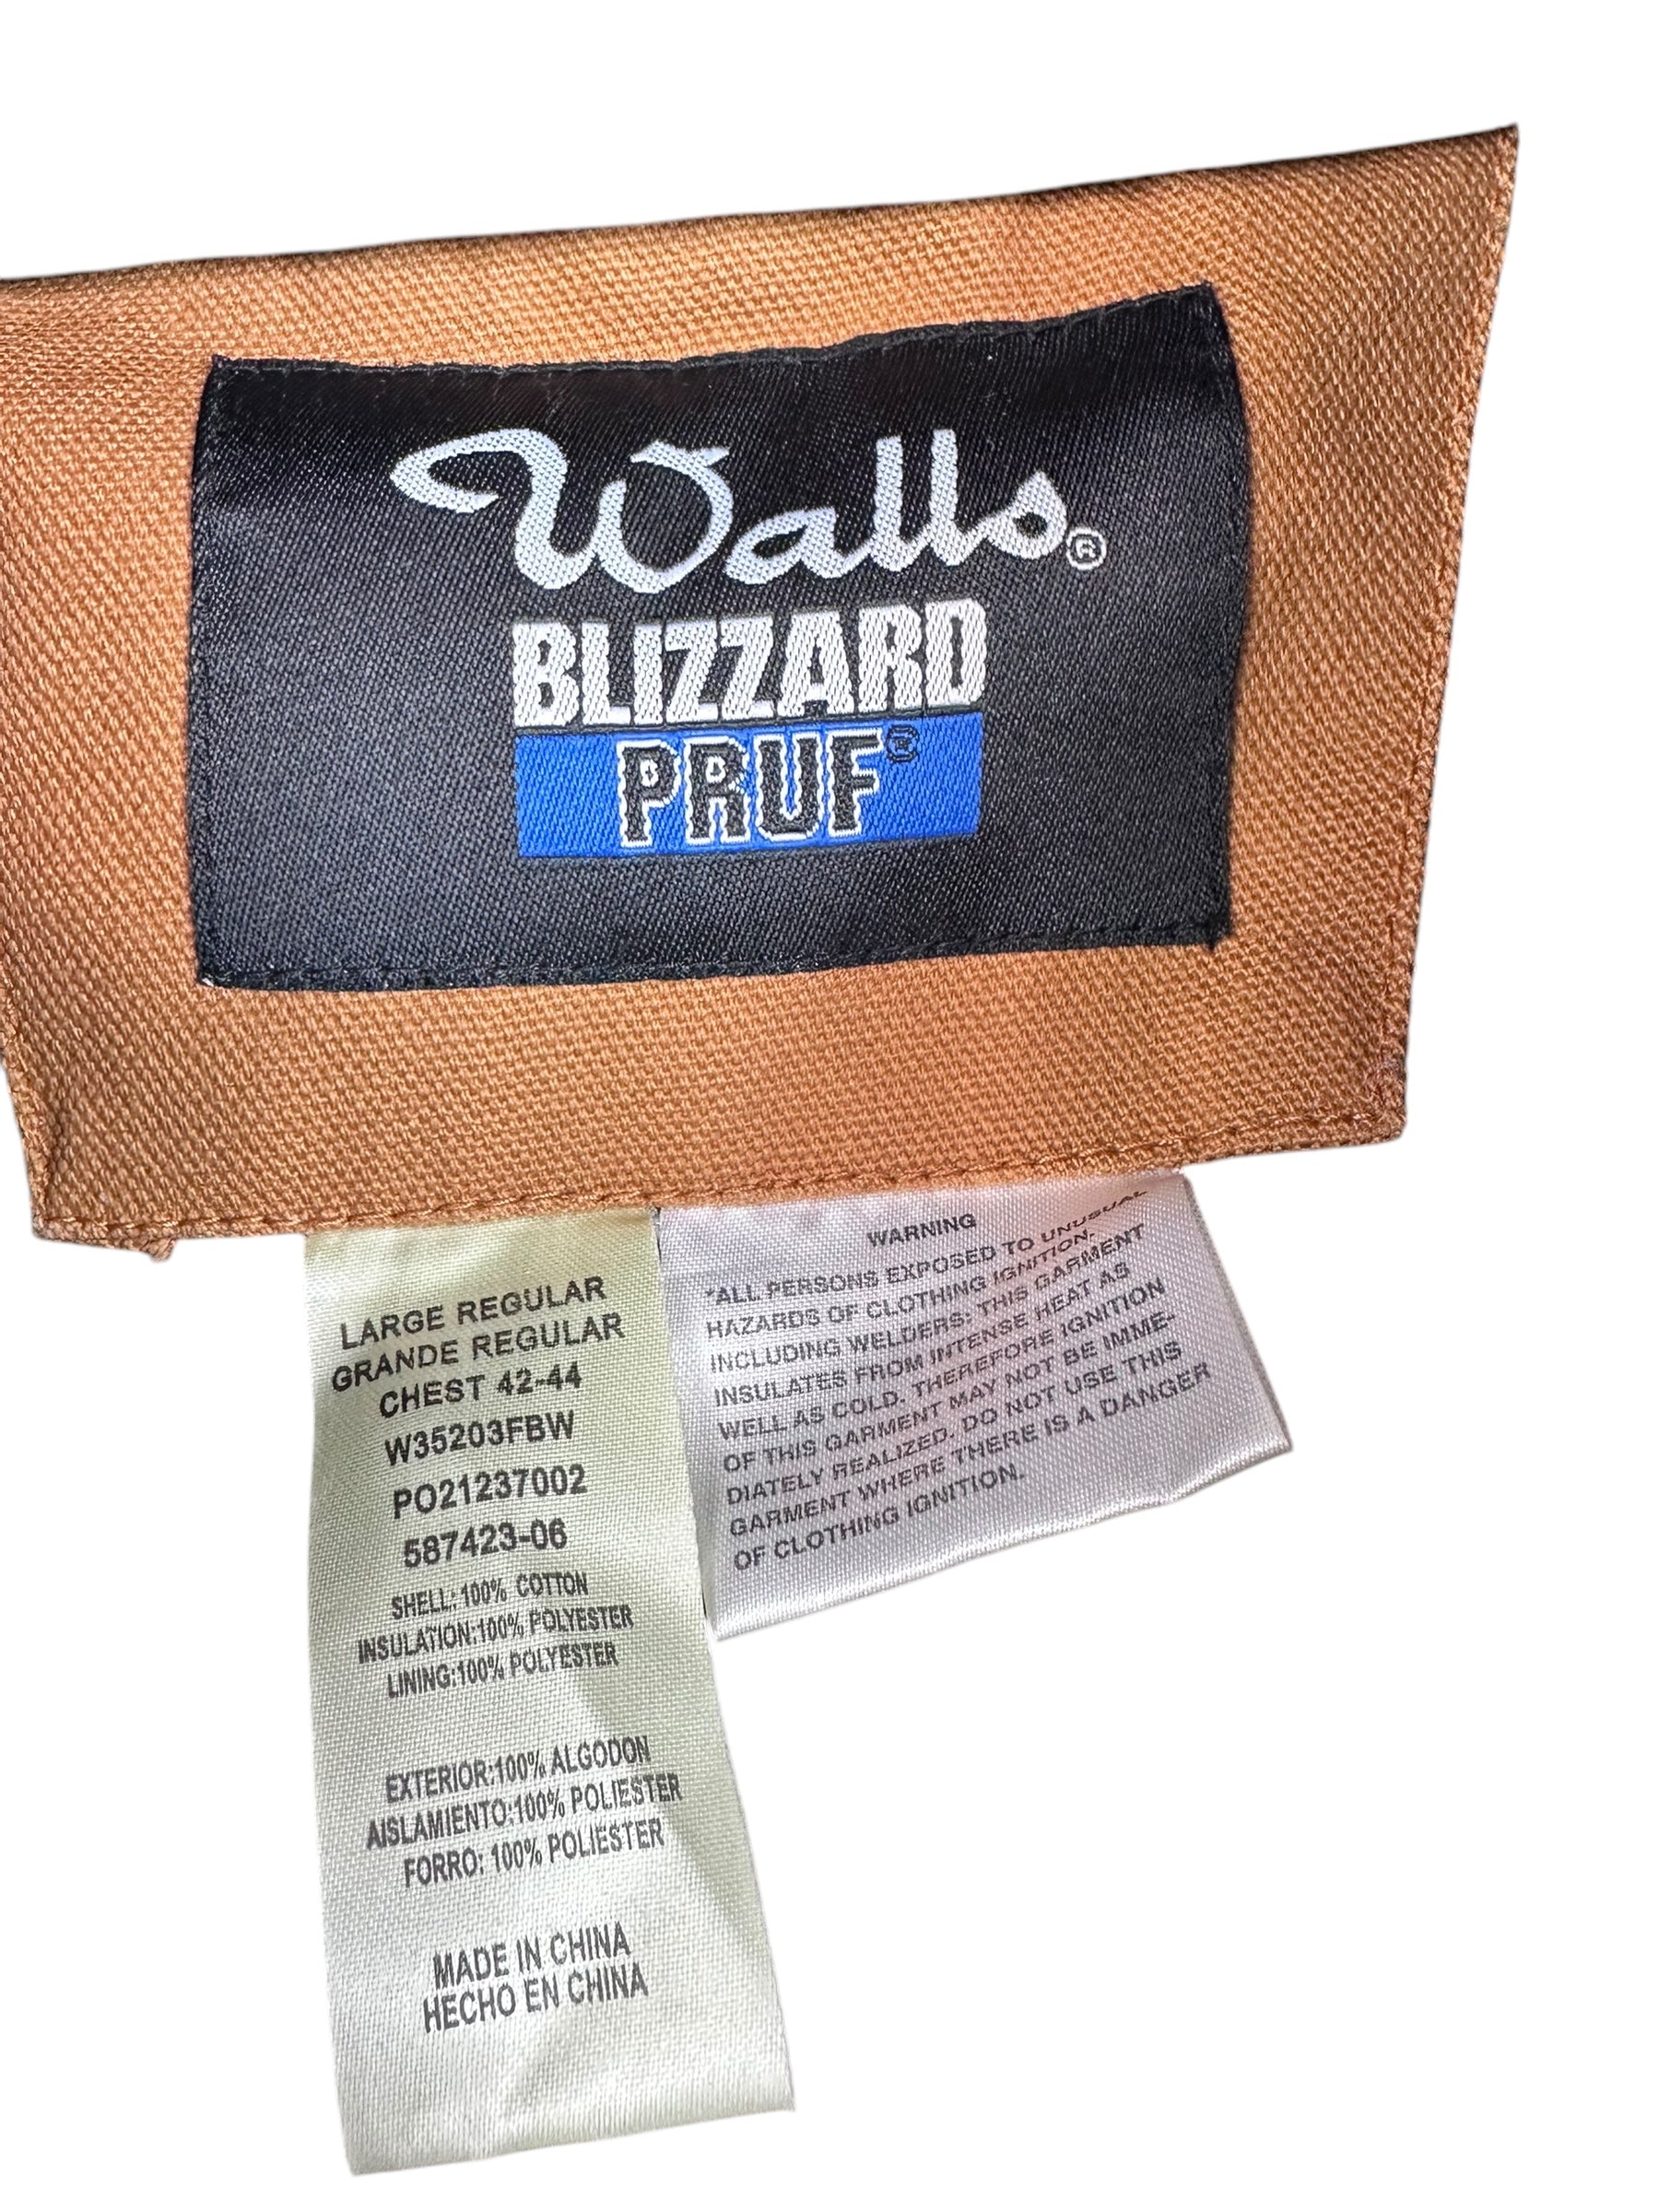 Walls®
BLIZZARD
PRUF®
LARGE REGULAR
GRANDE REGULAR
CHEST 42-44
W35203FBW
PO21237002
587423-06
SHELL: 100% COTTON
INSULATION:100% POLYESTER
LINING:100% POLYESTER
EXTERIOR:100% ALGODON
AISLAMIENTO:100% POLIESTER
FORRO: 100% POLIESTER
MADE IN CHINA
HECHO EN CHINA
WARNING
"ALL PERSONS EXPOSED TO UNUSUAL
HAZARDS OF CLOTHING IGNITION.
INCLUDING WELDERS: THIS GARMENT
INSULATES FROM INTENSE HEAT AS
WELL AS COLD. THEREFORE IGNITION
OF THIS GARMENT MAY NOT BE IMME-
DIATELY REALIZED. DO NOT USE THIS
GARMENT WHERE THERE IS A DANGER
OF CLOTHING IGNITION.